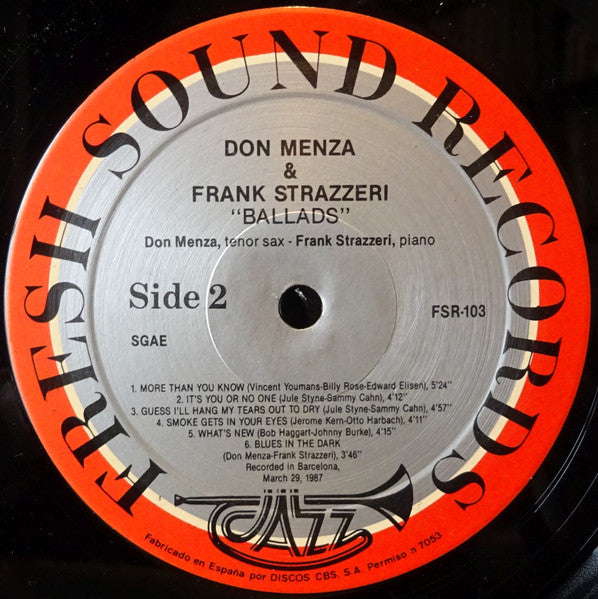 FRESH SOUND RECORDS
DON MENZA
&
FRANK STRAZZERI
"BALLADS"
Don Menza, tenor sax - Frank Strazzeri, piano
Side 2
FSR-103
SGAE
1. MORE THAN YOU KNOW (Vincent Youmans-Billy Rose-Edward Elisen), 5'24"
2. IT'S YOU OR NO ONE (Jule Styne-Sammy Cahn), 4'12"
3. GUESS I'LL HANG MY TEARS OUT TO DRY (Jule Styne-Sammy Cahn), 4'57"
4. SMOKE GETS IN YOUR EYES (Jerome Kern-Otto Harbach), 4'11"
5. WHAT'S NEW (Bob Haggart-Johnny Burke), 4'15"
6. BLUES IN THE DARK
(Don Menza-Frank Strazzeri), 3'46"
Recorded in Barcelona,
March 29, 1987
JAZZ
Fabricado en España por DISCOS CBS, S.A. Permiso n 7053